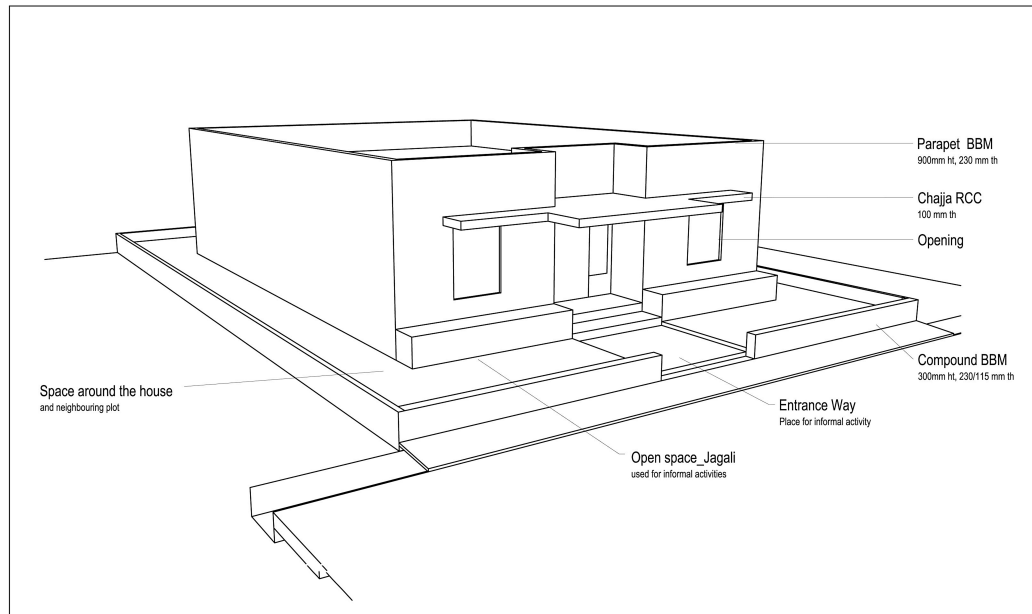 Parapet BBM
900mm ht, 230 mm th
Chajja RCC
100 mm th
Opening
Compound BBM
300mm ht, 230/115 mm th
Space around the house
and neighbouring plot
Entrance Way
Place for informal activity
Open space_Jagali
used for informal activities